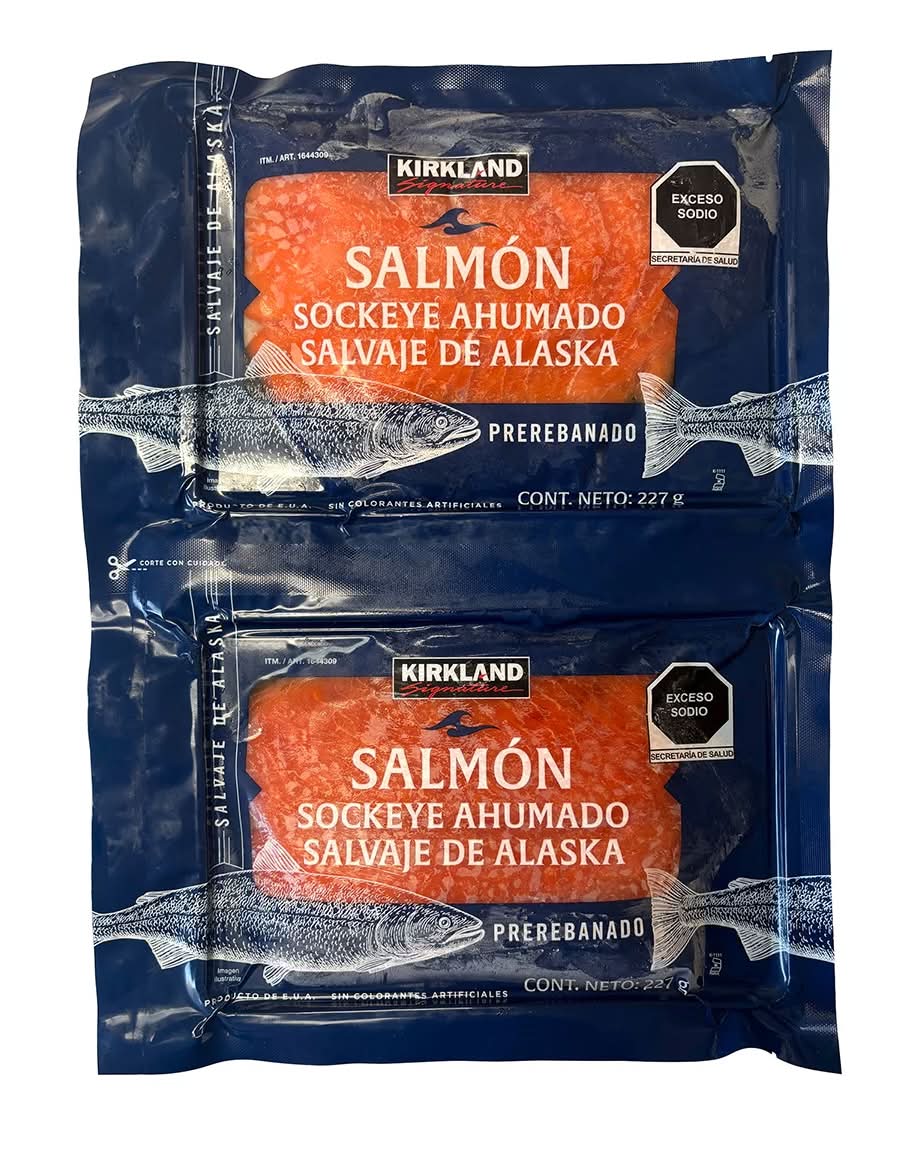 SALVAJE DE ALASKA
ITM. / ART. 1644309
KIRKLAND
Signature
EXCESO
SODIO
SECRETARÍA DE SALUD
SALMÓN
SOCKEYE AHUMADO
SALVAJE DE ALASKA
PREREBANADO
PRODUCTO DE E.U.A. SIN COLORANTES ARTIFICIALES
CONT. NETO: 227 g
CORTE CON CUIDADO
SALVAJE DE ALASKA
ITM. / ART. 1644309
KIRKLAND
Signature
EXCESO
SODIO
SECRETARÍA DE SALUD
SALMÓN
SOCKEYE AHUMADO
SALVAJE DE ALASKA
PREREBANADO
Imagen
ilustrativa
PRODUCTO DE E.U.A. SIN COLORANTES ARTIFICIALES
CONT. NETO: 227 g